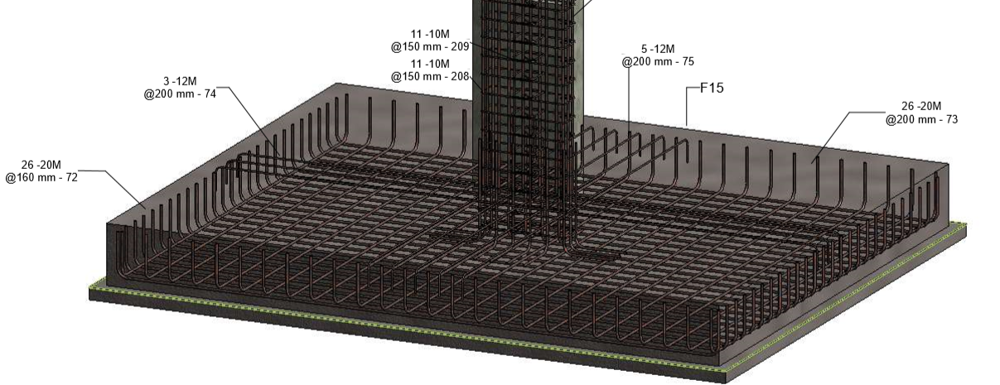 11 -10M
@150 mm - 209
11 -10M
@150 mm - 208
5 -12M
@200 mm - 75
3 -12M
@200 mm - 74
F15
26 -20M
@200 mm - 73
26 -20M
@160 mm - 72